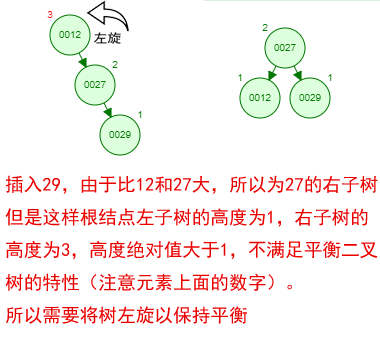 3
0012
左旋
2
0027
1
0029
2
0027
1
0012
1
0029
插入29，由于比12和27大，所以为27的右子树
但是这样根结点左子树的高度为1，右子树的
高度为3，高度绝对值大于1，不满足平衡二叉
树的特性（注意元素上面的数字）。
所以需要将树左旋以保持平衡